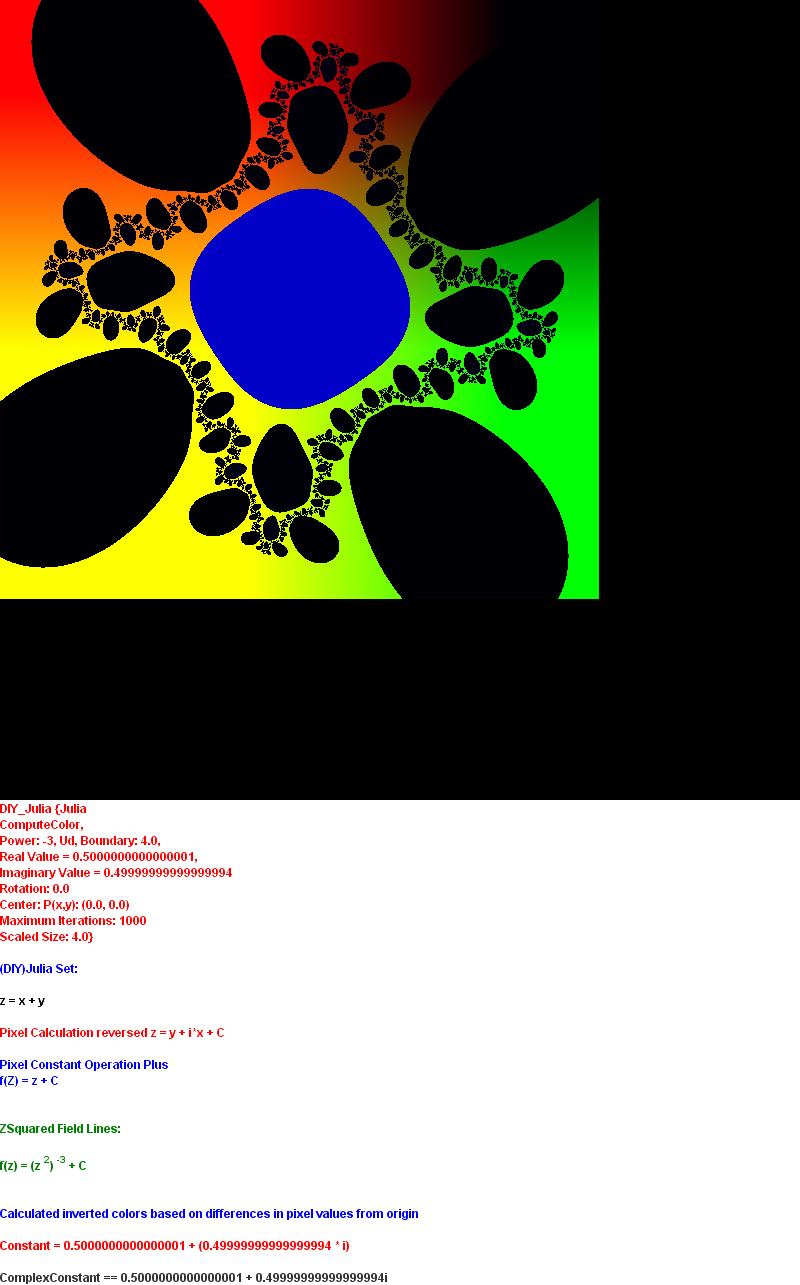 DIY_Julia {Julia
ComputeColor,
Power: -3, Ud, Boundary: 4.0,
Real Value = 0.5000000000000001,
Imaginary Value = 0.49999999999999994
Rotation: 0.0
Center: P(x,y): (0.0, 0.0)
Maximum Iterations: 1000
Scaled Size: 4.0}
(DIY)Julia Set:
z = x + y
Pixel Calculation reversed z = y + i*x + C
Pixel Constant Operation Plus
f(Z) = z + C
ZSquared Field Lines:
f(z) = (z ²) ⁻³ + C
Calculated inverted colors based on differences in pixel values from origin
Constant = 0.5000000000000001 + (0.49999999999999994 * i)
ComplexConstant == 0.5000000000000001 + 0.49999999999999994i